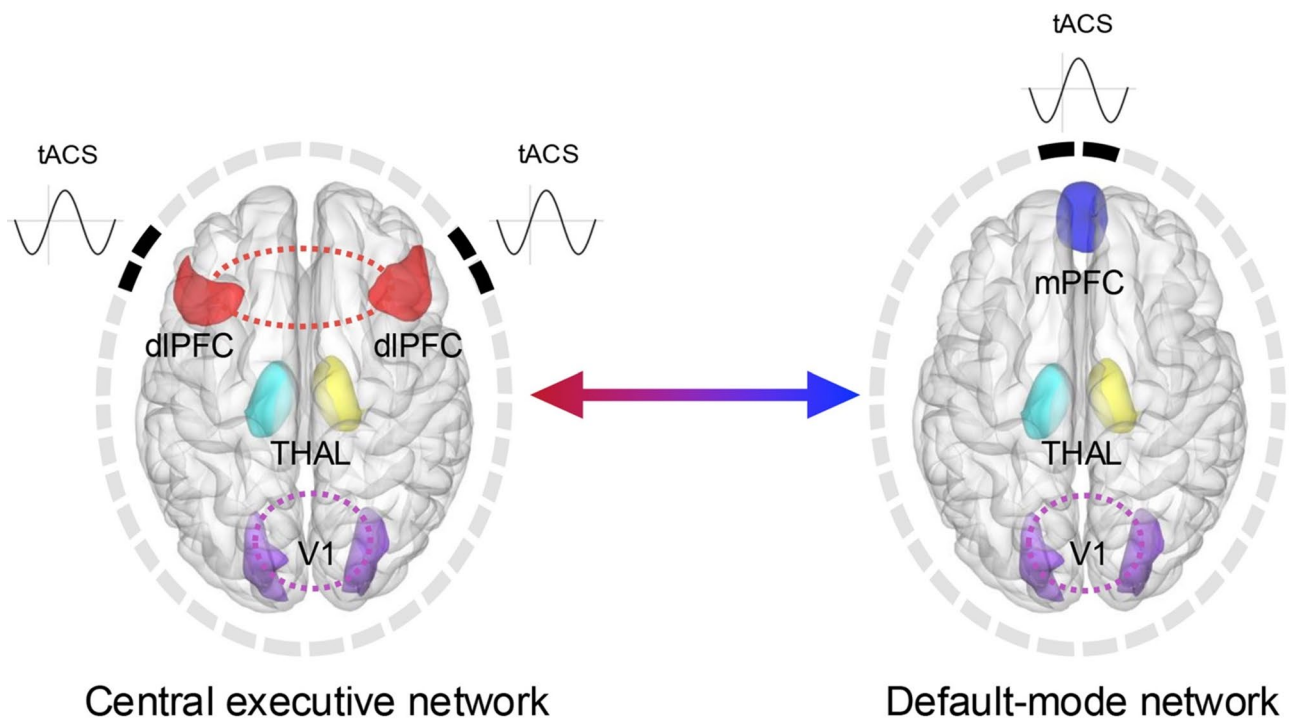 tACS
tACS
tACS
dlPFC
dlPFC
mPFC
THAL
THAL
V1
V1
Central executive network
Default-mode network